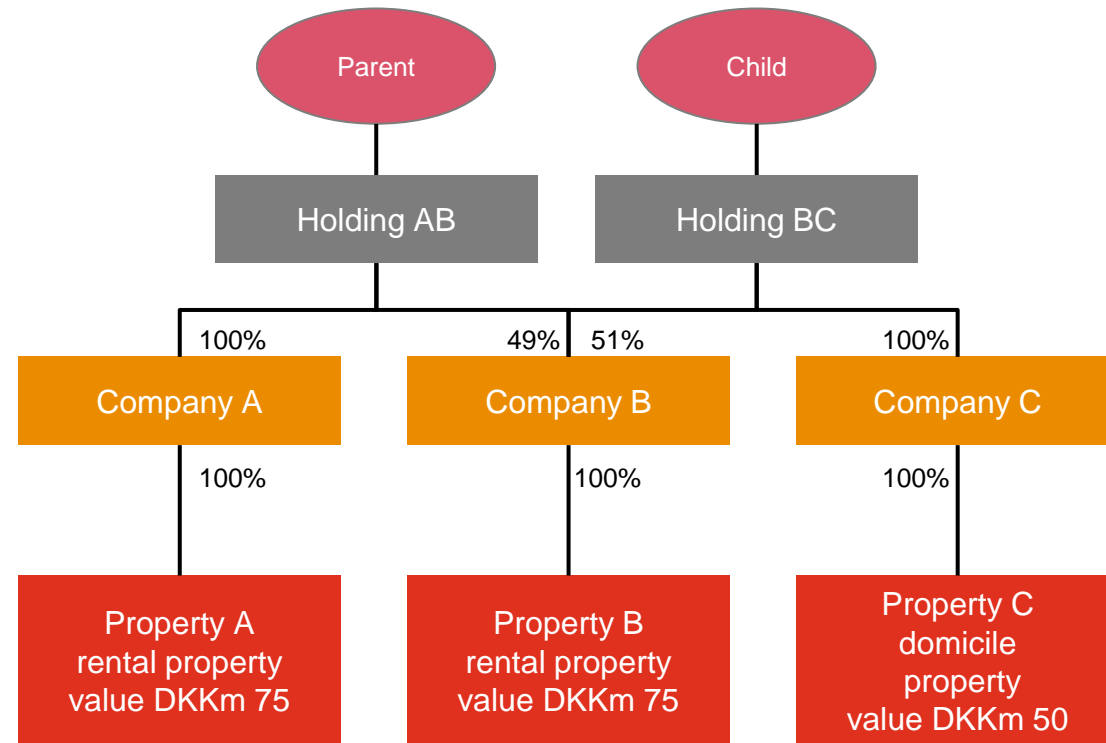 Parent
Child
Holding AB
Holding BC
100%
49%
51%
100%
Company A
Company B
Company C
100%
100%
100%
Property A
rental property
value DKKm 75
Property B
rental property
value DKKm 75
Property C
domicile
property
value DKKm 50